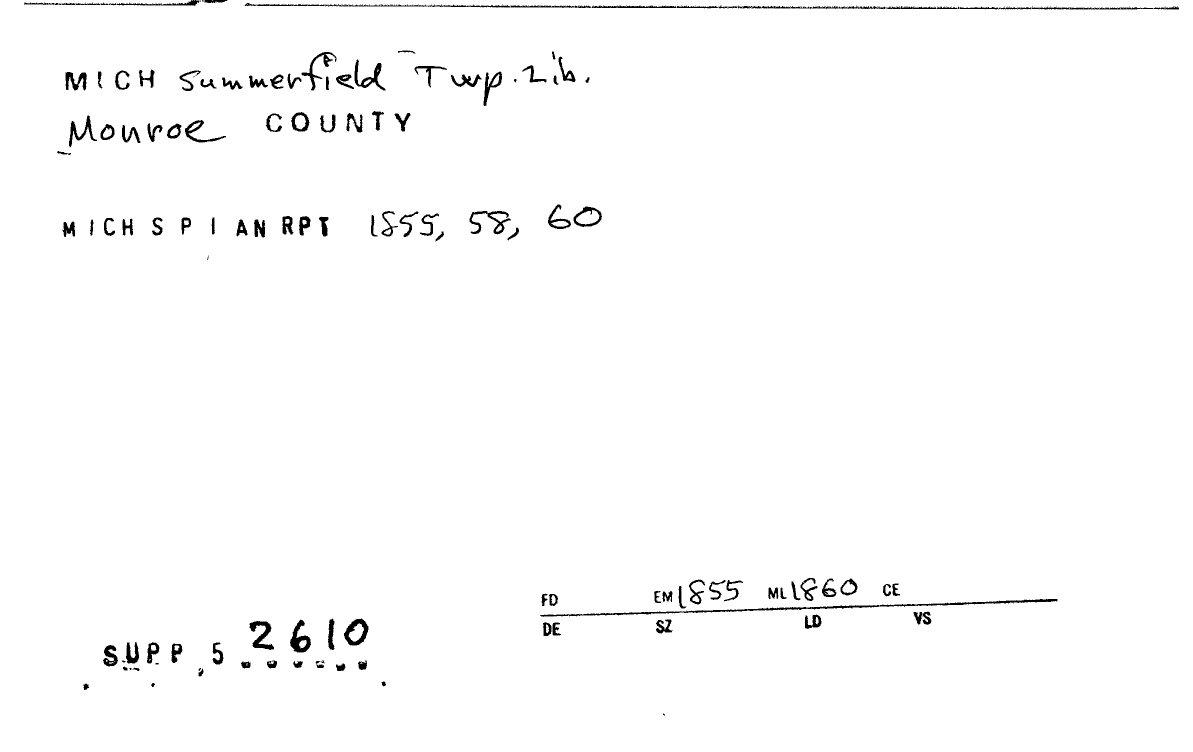 MICH Summerfield Twp. Lib.
Monroe COUNTY
MICH S P I AN RPT 1855, 58, 60
FD EM 1855 ML 1860 CE
DE SZ LD VS
SUPP, 5 2610